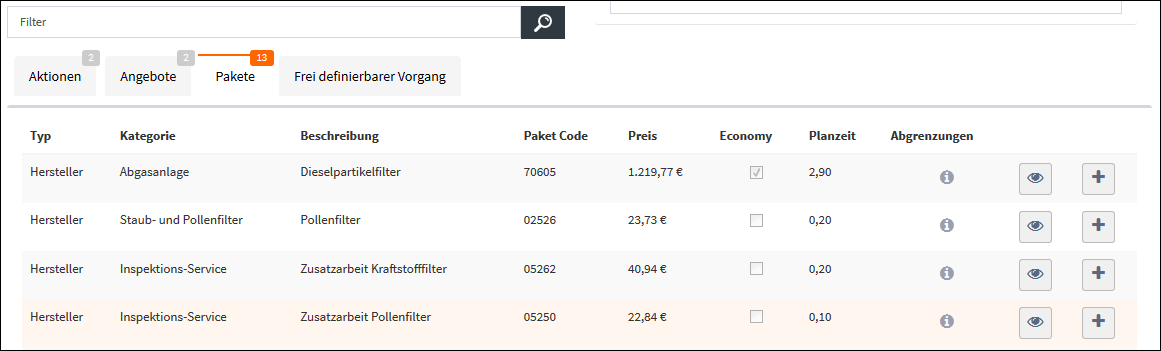 Filter
2 2 13
Aktionen Angebote Pakete Frei definierbarer Vorgang
Typ Kategorie Beschreibung Paket Code Preis Economy Planzeit Abgrenzungen
Hersteller Abgasanlage Dieselpartikelfilter 70605 1.219,77 € 2,90
Hersteller Staub- und Pollenfilter Pollenfilter 02526 23,73 € 0,20
Hersteller Inspektions-Service Zusatzarbeit Kraftstofffilter 05262 40,94 € 0,20
Hersteller Inspektions-Service Zusatzarbeit Pollenfilter 05250 22,84 € 0,10